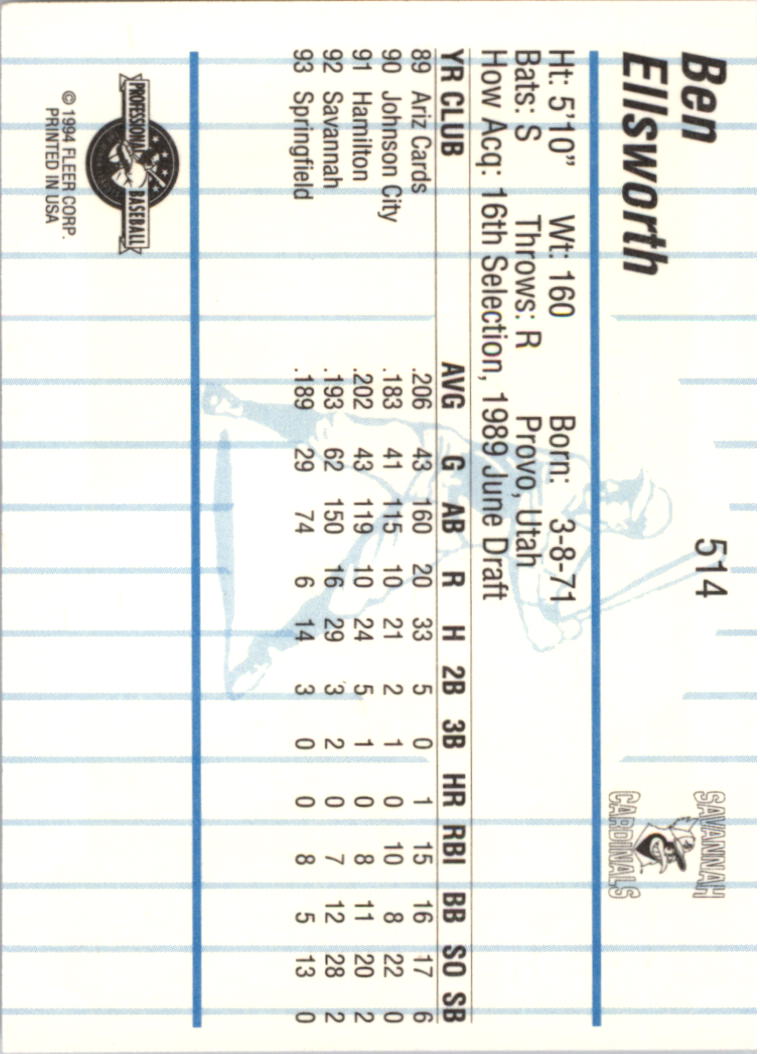 Ben
Ellsworth
514
SAVANNAH
CARDINALS
Ht: 5'10" Wt: 160 Born: 3-8-71
Bats: S Throws: R Provo, Utah
How Acq: 16th Selection, 1989 June Draft
YR CLUB AVG G AB R H 2B 3B HR RBI BB SO SB
89 Ariz Cards .206 43 160 20 33 5 0 1 15 16 17 6
90 Johnson City .183 41 115 10 21 2 1 0 10 8 22 0
91 Hamilton .202 43 119 10 24 5 1 0 8 11 20 2
92 Savannah .193 62 150 16 29 3 2 0 7 12 28 2
93 Springfield .189 29 74 6 14 3 0 0 8 5 13 0
PROFESSIONAL BASEBALL
© 1994 FLEER CORP.
PRINTED IN USA